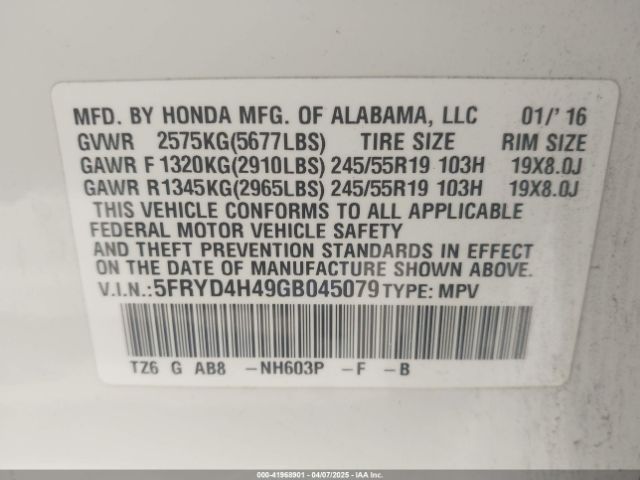 MFD. BY HONDA MFG. OF ALABAMA, LLC 01/' 16
GVWR 2575KG(5677LBS) TIRE SIZE RIM SIZE
GAWR F 1320KG(2910LBS) 245/55R19 103H 19X8.0J
GAWR R1345KG(2965LBS) 245/55R19 103H 19X8.0J
THIS VEHICLE CONFORMS TO ALL APPLICABLE
FEDERAL MOTOR VEHICLE SAFETY
AND THEFT PREVENTION STANDARDS IN EFFECT
ON THE DATE OF MANUFACTURE SHOWN ABOVE.
V.I.N.:5FRYD4H49GB045079 TYPE: MPV
TZ6 G AB8 -NH603P -F -B
000-41968901 - 04/07/2025 - IAAI.COM